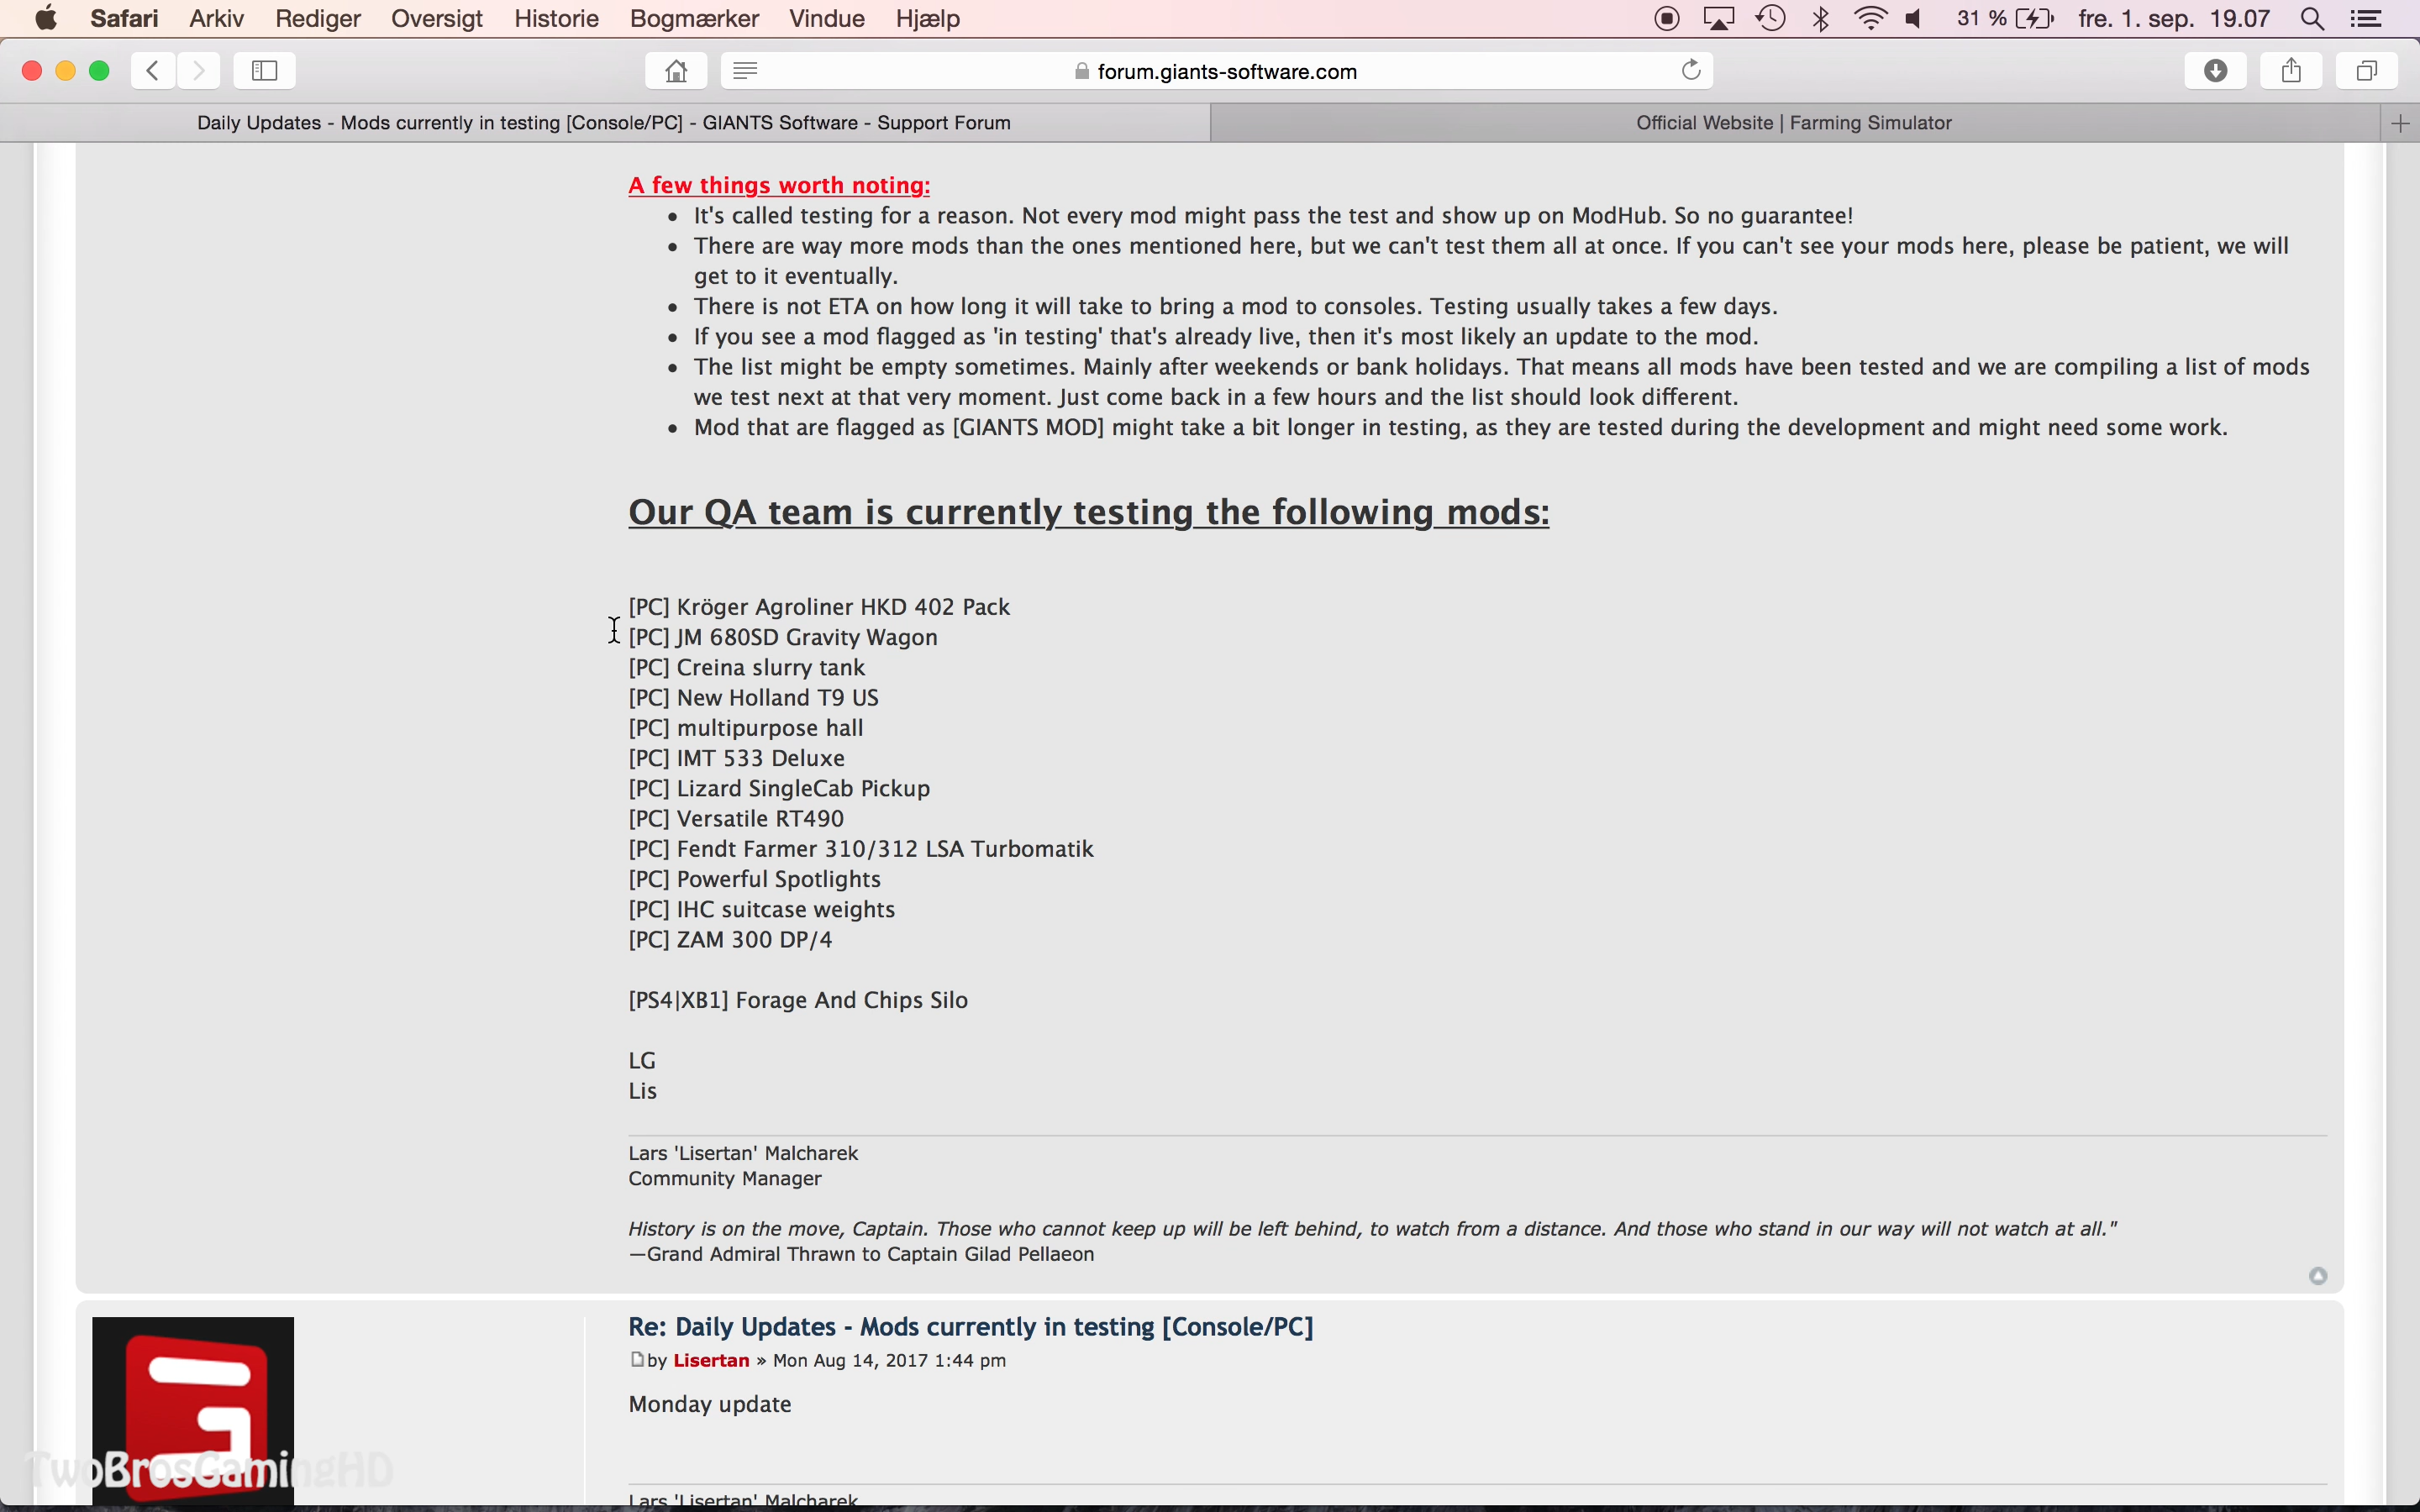 Safari Arkiv Rediger Oversigt Historie Bogmærker Vindue Hjælp 31 % fre. 1. sep. 19.07
forum.giants-software.com
Daily Updates - Mods currently in testing [Console/PC] - GIANTS Software - Support Forum
Official Website | Farming Simulator
A few things worth noting:
• It's called testing for a reason. Not every mod might pass the test and show up on ModHub. So no guarantee!
• There are way more mods than the ones mentioned here, but we can't test them all at once. If you can't see your mods here, please be patient, we will
get to it eventually.
• There is not ETA on how long it will take to bring a mod to consoles. Testing usually takes a few days.
• If you see a mod flagged as 'in testing' that's already live, then it's most likely an update to the mod.
• The list might be empty sometimes. Mainly after weekends or bank holidays. That means all mods have been tested and we are compiling a list of mods
we test next at that very moment. Just come back in a few hours and the list should look different.
• Mod that are flagged as [GIANTS MOD] might take a bit longer in testing, as they are tested during the development and might need some work.
Our QA team is currently testing the following mods:
[PC] Kröger Agroliner HKD 402 Pack
[PC] JM 680SD Gravity Wagon
[PC] Creina slurry tank
[PC] New Holland T9 US
[PC] multipurpose hall
[PC] IMT 533 Deluxe
[PC] Lizard SingleCab Pickup
[PC] Versatile RT490
[PC] Fendt Farmer 310/312 LSA Turbomatik
[PC] Powerful Spotlights
[PC] IHC suitcase weights
[PC] ZAM 300 DP/4
[PS4|XB1] Forage And Chips Silo
LG
Lis
Lars 'Lisertan' Malcharek
Community Manager
History is on the move, Captain. Those who cannot keep up will be left behind, to watch from a distance. And those who stand in our way will not watch at all."
—Grand Admiral Thrawn to Captain Gilad Pellaeon
Re: Daily Updates - Mods currently in testing [Console/PC]
by Lisertan » Mon Aug 14, 2017 1:44 pm
Monday update
TwoBrosGamingHD
Lars 'Lisertan' Malcharek